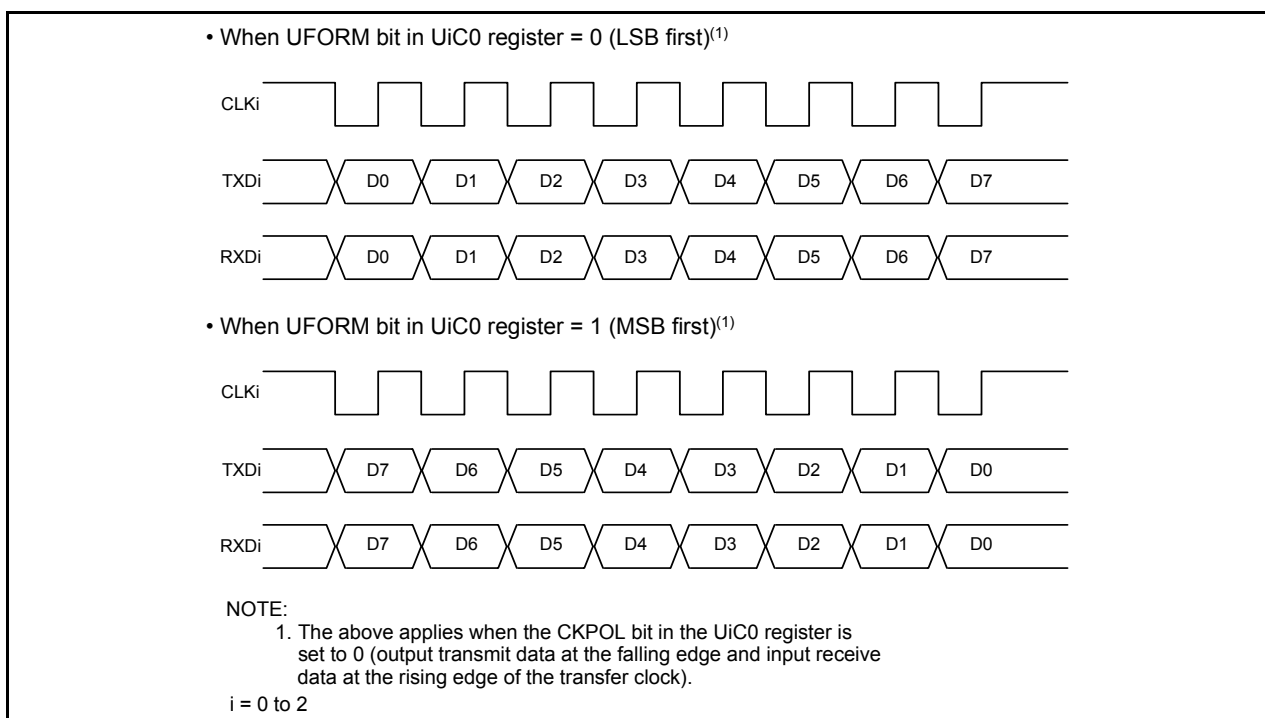 • When UFORM bit in UiC0 register = 0 (LSB first)(1)
CLKi
TXDi D0 D1 D2 D3 D4 D5 D6 D7
RXDi D0 D1 D2 D3 D4 D5 D6 D7
• When UFORM bit in UiC0 register = 1 (MSB first)(1)
CLKi
TXDi D7 D6 D5 D4 D3 D2 D1 D0
RXDi D7 D6 D5 D4 D3 D2 D1 D0
NOTE:
1. The above applies when the CKPOL bit in the UiC0 register is
set to 0 (output transmit data at the falling edge and input receive
data at the rising edge of the transfer clock).
i = 0 to 2